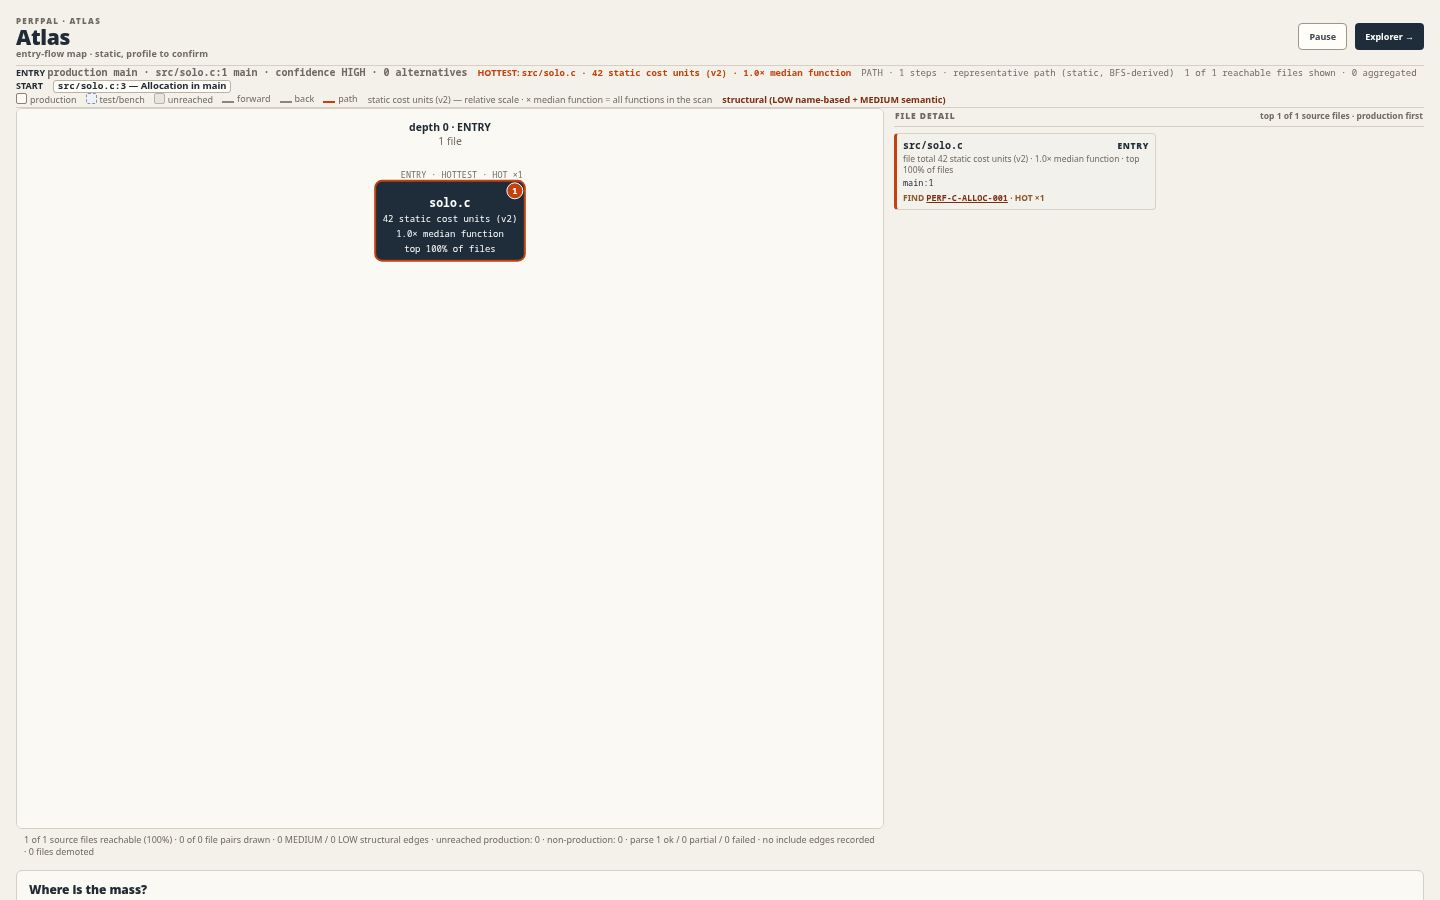 PERFPAL · ATLAS
Atlas
entry-flow map · static, profile to confirm
Pause
Explorer →
ENTRY production main · src/solo.c:1 main · confidence HIGH · 0 alternatives HOTTEST: src/solo.c · 42 static cost units (v2) · 1.0× median function PATH · 1 steps · representative path (static, BFS-derived) 1 of 1 reachable files shown · 0 aggregated
START src/solo.c:3 — Allocation in main
production test/bench unreached forward back path static cost units (v2) — relative scale · × median function = all functions in the scan structural (LOW name-based + MEDIUM semantic)
depth 0 · ENTRY
1 file
ENTRY · HOTTEST · HOT ×1
1
solo.c
42 static cost units (v2)
1.0× median function
top 100% of files
FILE DETAIL
top 1 of 1 source files · production first
src/solo.c ENTRY
file total 42 static cost units (v2) · 1.0× median function · top
100% of files
main:1
FIND PERF-C-ALLOC-001 · HOT ×1
1 of 1 source files reachable (100%) · 0 of 0 file pairs drawn · 0 MEDIUM / 0 LOW structural edges · unreached production: 0 · non-production: 0 · parse 1 ok / 0 partial / 0 failed · no include edges recorded
· 0 files demoted
Where is the mass?